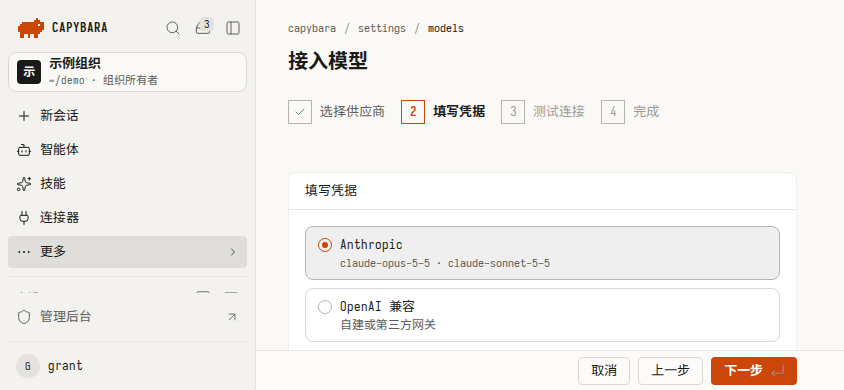 CAPYBARA
3
示
示例组织
~/demo · 组织所有者
新会话
智能体
技能
连接器
更多
管理后台
G
grant
capybara / settings / models
接入模型
选择供应商
2 填写凭据
3 测试连接
4 完成
填写凭据
Anthropic
claude-opus-5-5 · claude-sonnet-5-5
OpenAI 兼容
自建或第三方网关
取消
上一步
下一步